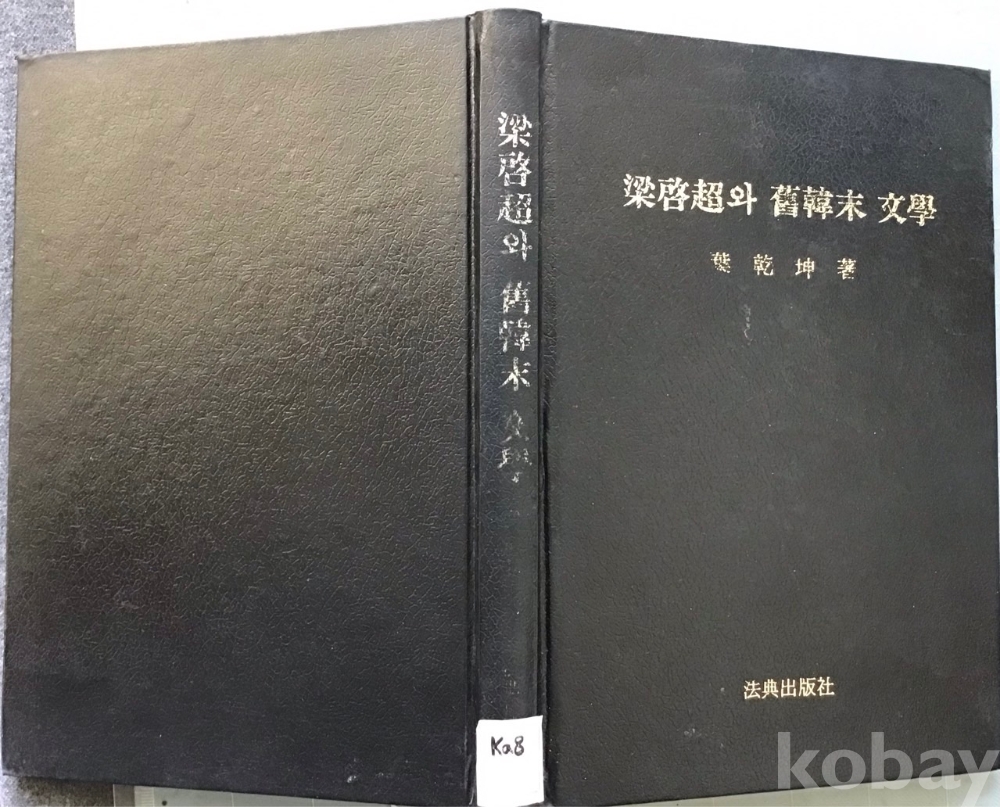 梁啓超와 舊韓末 文學
梁啓超와 舊韓末 文學
葉乾坤著
法典出版社
Ka8
kobay